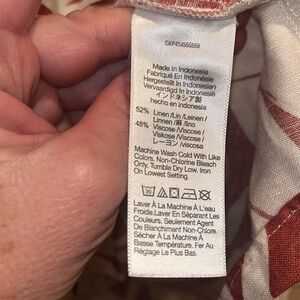 Made in Indonesia
Fabriqué En Indonésie
Hergestellt in Indonesien
Vervaardigd In Indonesië
インドネシア製
hecho en indonesia
52% Linen /Lin/Leinen/
Linnen /麻 /lino
48% Viscose/Viscose/
Viskose/Viscose/
レーヨン /viscosa
Machine Wash Cold With Like
Colors, Non-Chlorine Bleach
Only. Tumble Dry Low. Iron
On Lowest Setting.
30
Laver À La Machine À L'eau
Froide.Laver En Séparant Les
Couleurs. Seulement Agent
De Blanchiment Non-Chloré.
Sécher À La Machine À
Basse Température. Fer Au
Réglage Le Plus Bas.